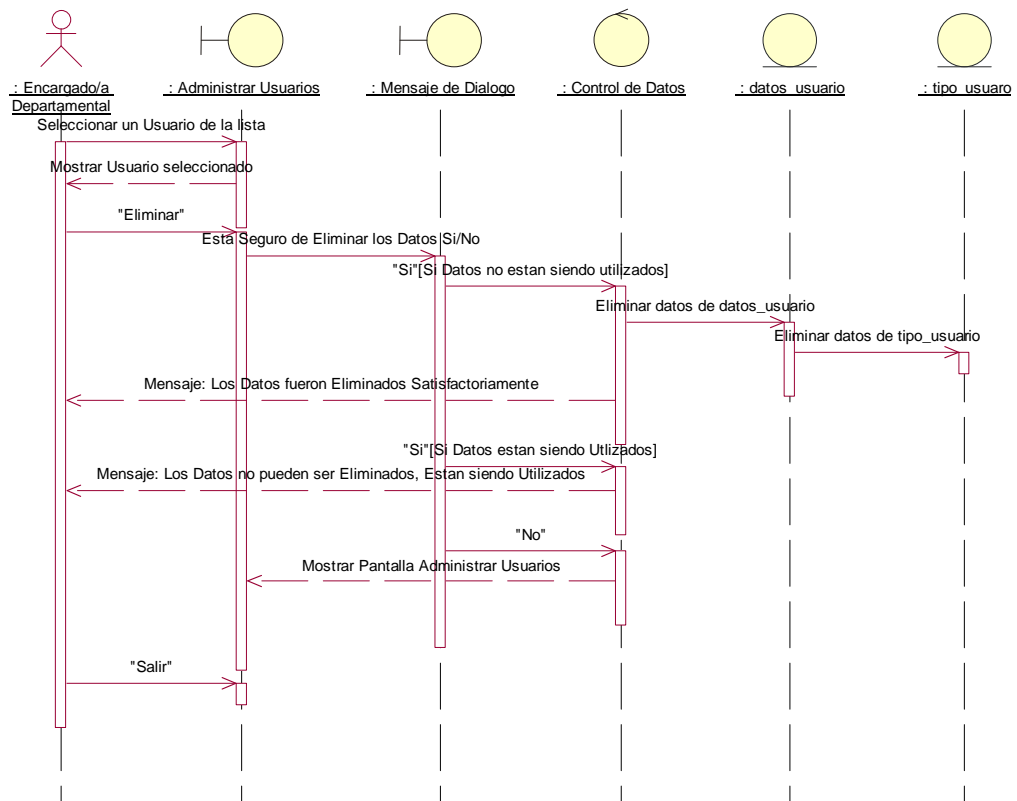 : Encargado/a
Departamental
: Administrar Usuarios
: Mensaje de Dialogo
: Control de Datos
: datos_usuario
: tipo_usuaro
Seleccionar un Usuario de la lista
Mostrar Usuario seleccionado
"Eliminar"
Esta Seguro de Eliminar los Datos Si/No
"Si"[Si Datos no estan siendo utilizados]
Eliminar datos de datos_usuario
Eliminar datos de tipo_usuario
Mensaje: Los Datos fueron Eliminados Satisfactoriamente
"Si"[Si Datos estan siendo Utlizados]
Mensaje: Los Datos no pueden ser Eliminados, Estan siendo Utilizados
"No"
Mostrar Pantalla Administrar Usuarios
"Salir"